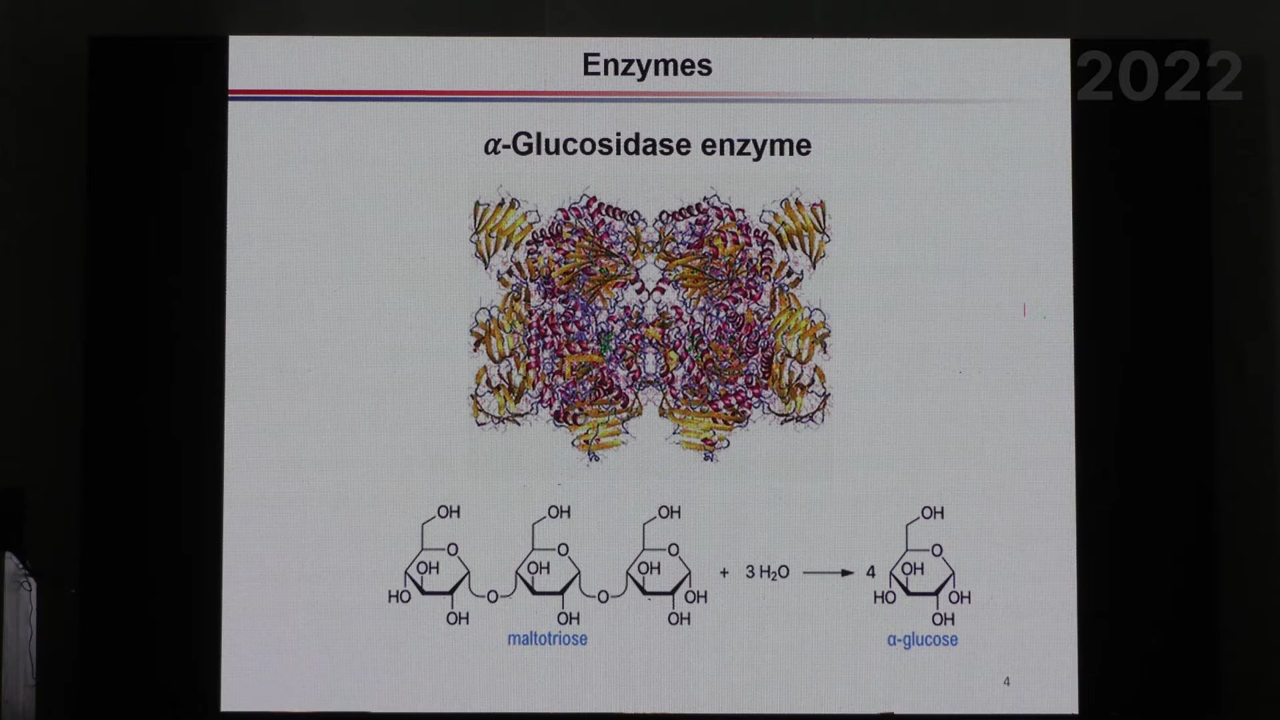 Enzymes
2022
α-Glucosidase enzyme
OH OH OH OH
O O O O
OH OH OH + 3 H₂O 4 OH
HO O O OH HO OH
OH OH OH OH
maltotriose α-glucose
4